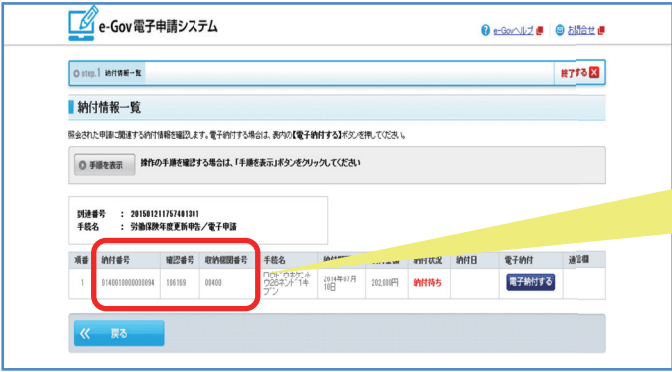 e-Gov電子申請システム
e-Govヘルプ お問合せ
step.1 納付情報一覧 終了する
納付情報一覧
照会された申請に関連する納付情報を確認します。電子納付する場合は、表内の【電子納付する】ボタンを押してください。
手順を表示 操作の手順を確認する場合は、「手順を表示」ボタンをクリックしてください
到達番号 : 2015012117574013
手続名 : 労働保険年度更新申告/電子申請
項番 納付番号 確認番号 収納機関番号 手続名 納付状況 納付日 電子納付 通番欄
1 0140010000000094 106169 00400 2014年07月10日 202,000円 納付待ち 電子納付する
戻る